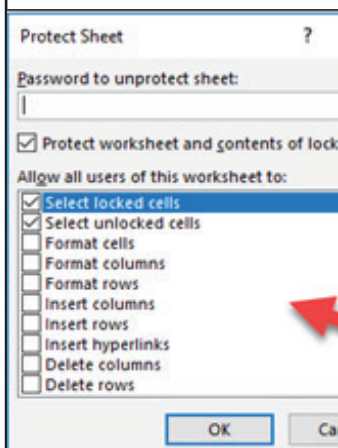 Protect Sheet ?
Password to unprotect sheet:
Protect worksheet and contents of lock
Allow all users of this worksheet to:
Select locked cells
Select unlocked cells
Format cells
Format columns
Format rows
Insert columns
Insert rows
Insert hyperlinks
Delete columns
Delete rows
OK Ca